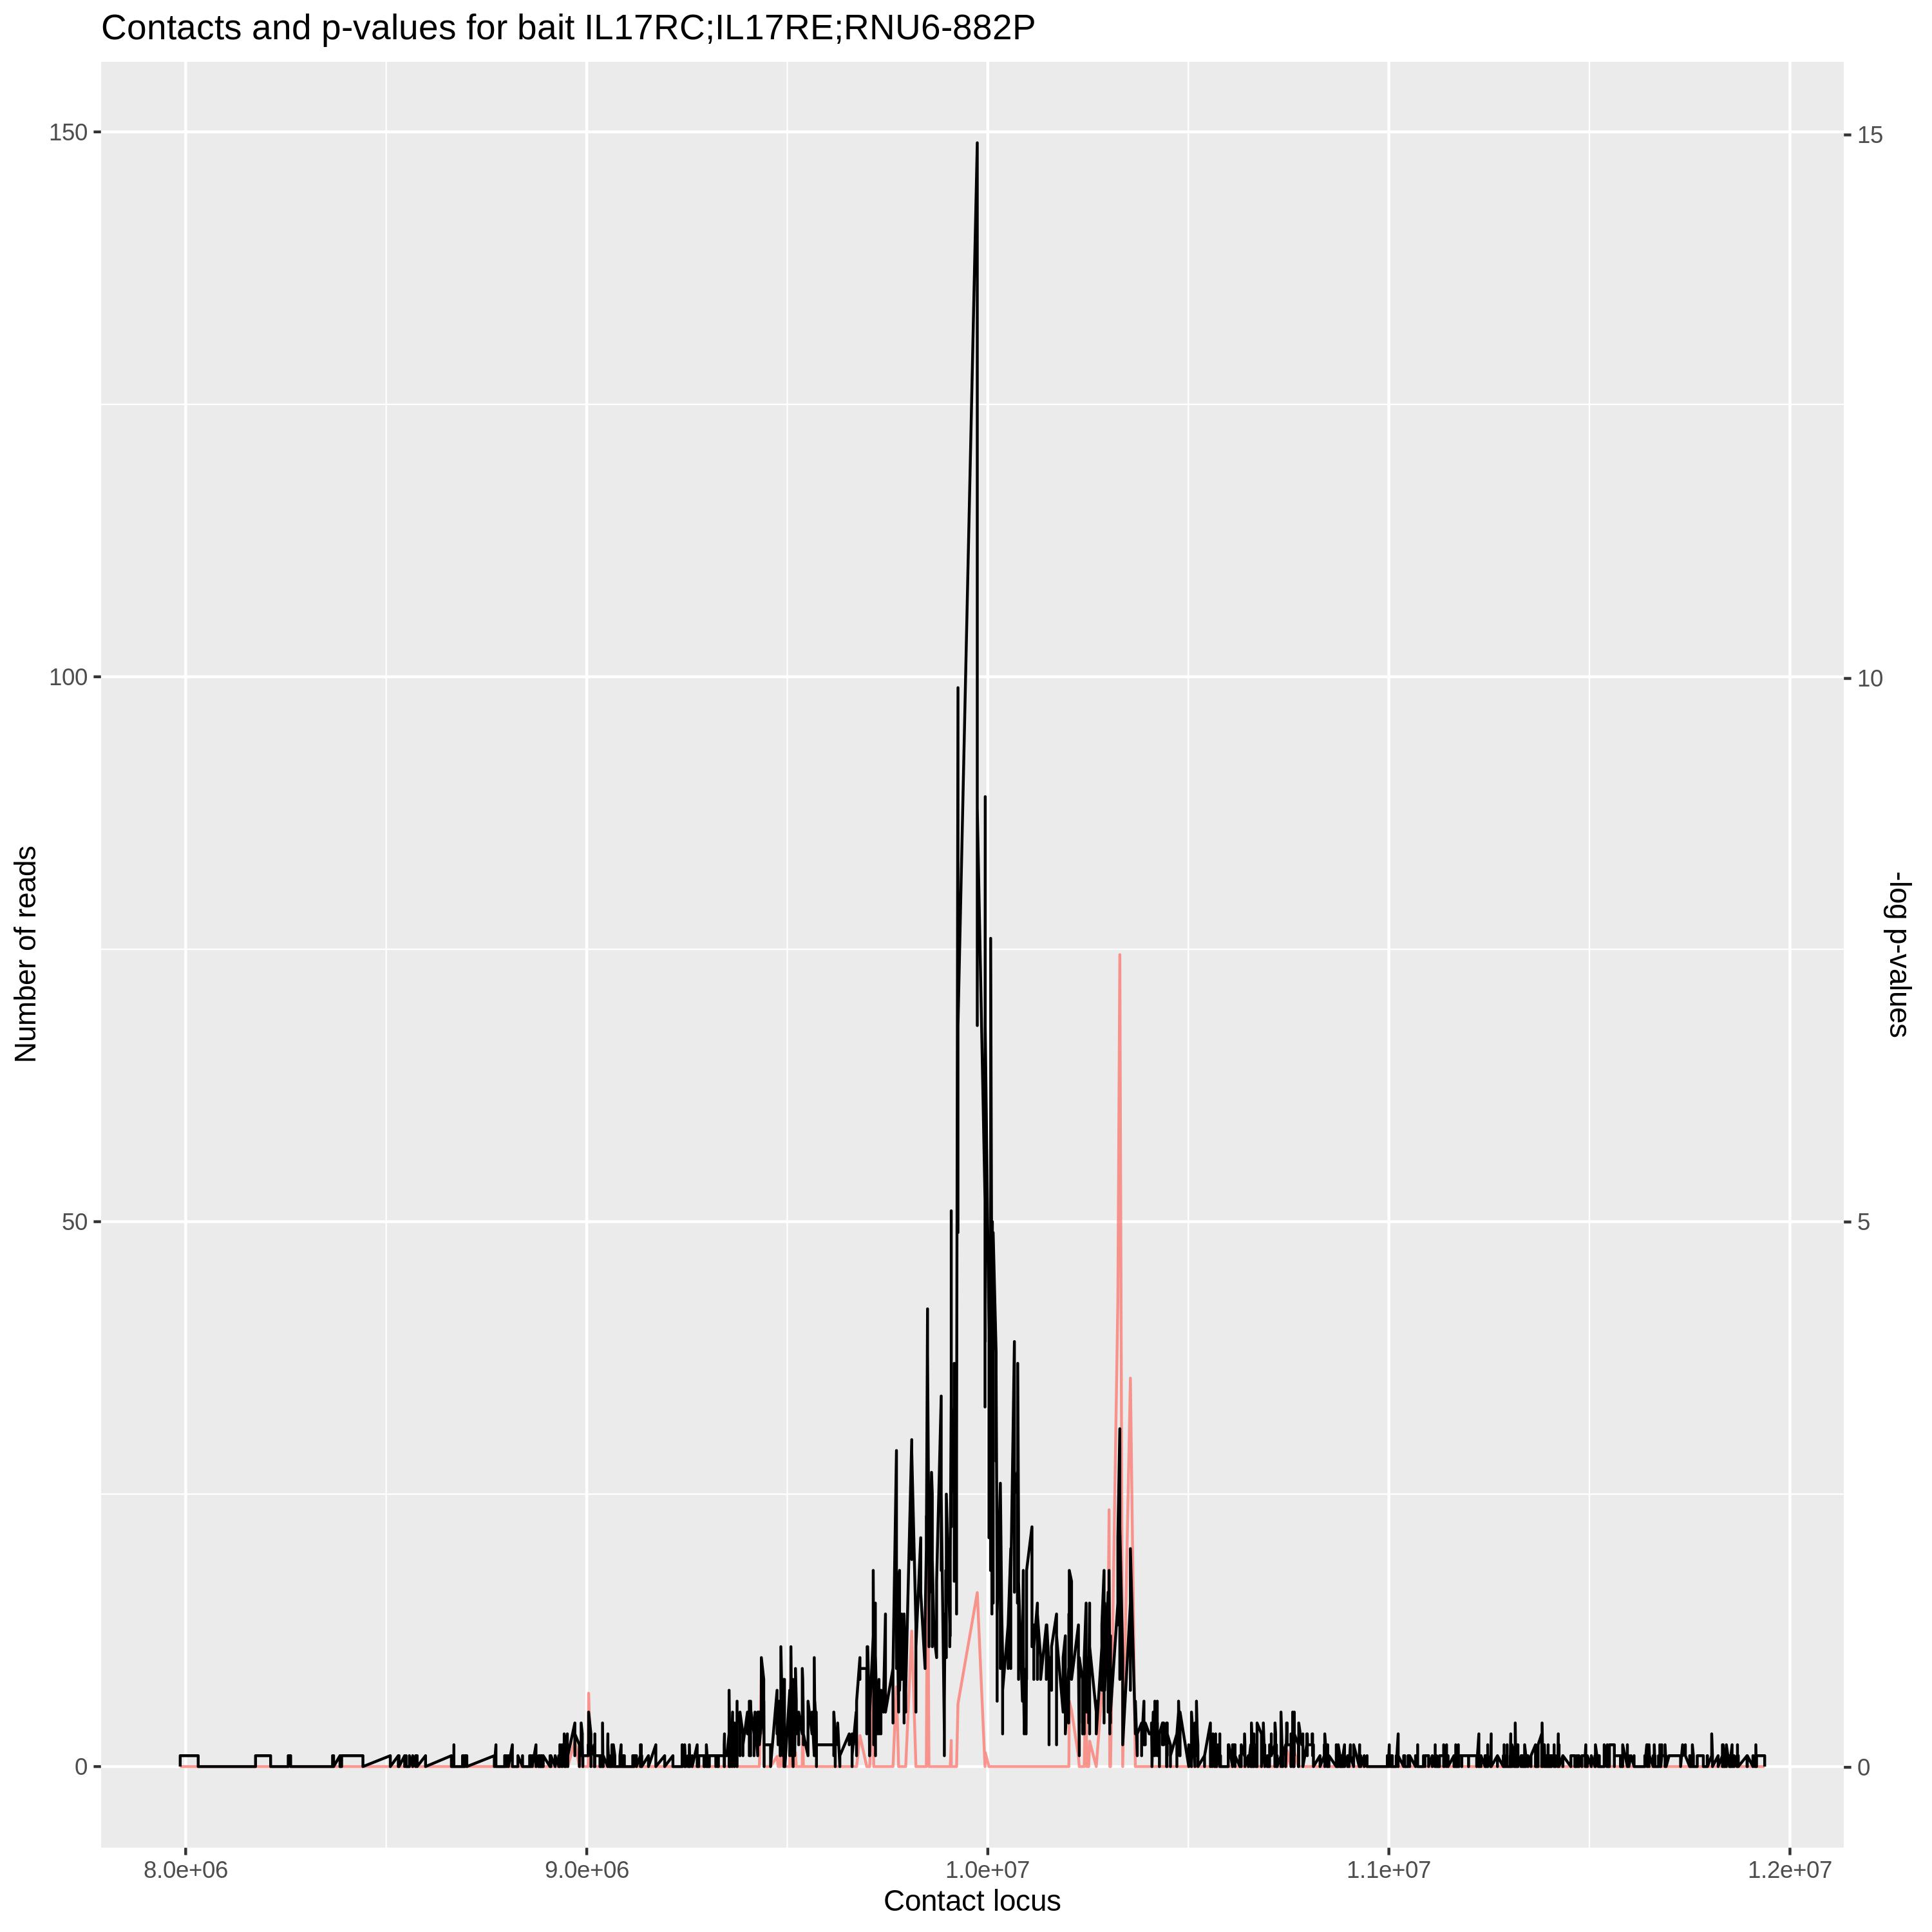 Contacts and p-values for bait IL17RC;IL17RE;RNU6-882P
150
100
50
0
Number of reads
15
10
5
0
-log p-values
8.0e+06
9.0e+06
1.0e+07
1.1e+07
1.2e+07
Contact locus